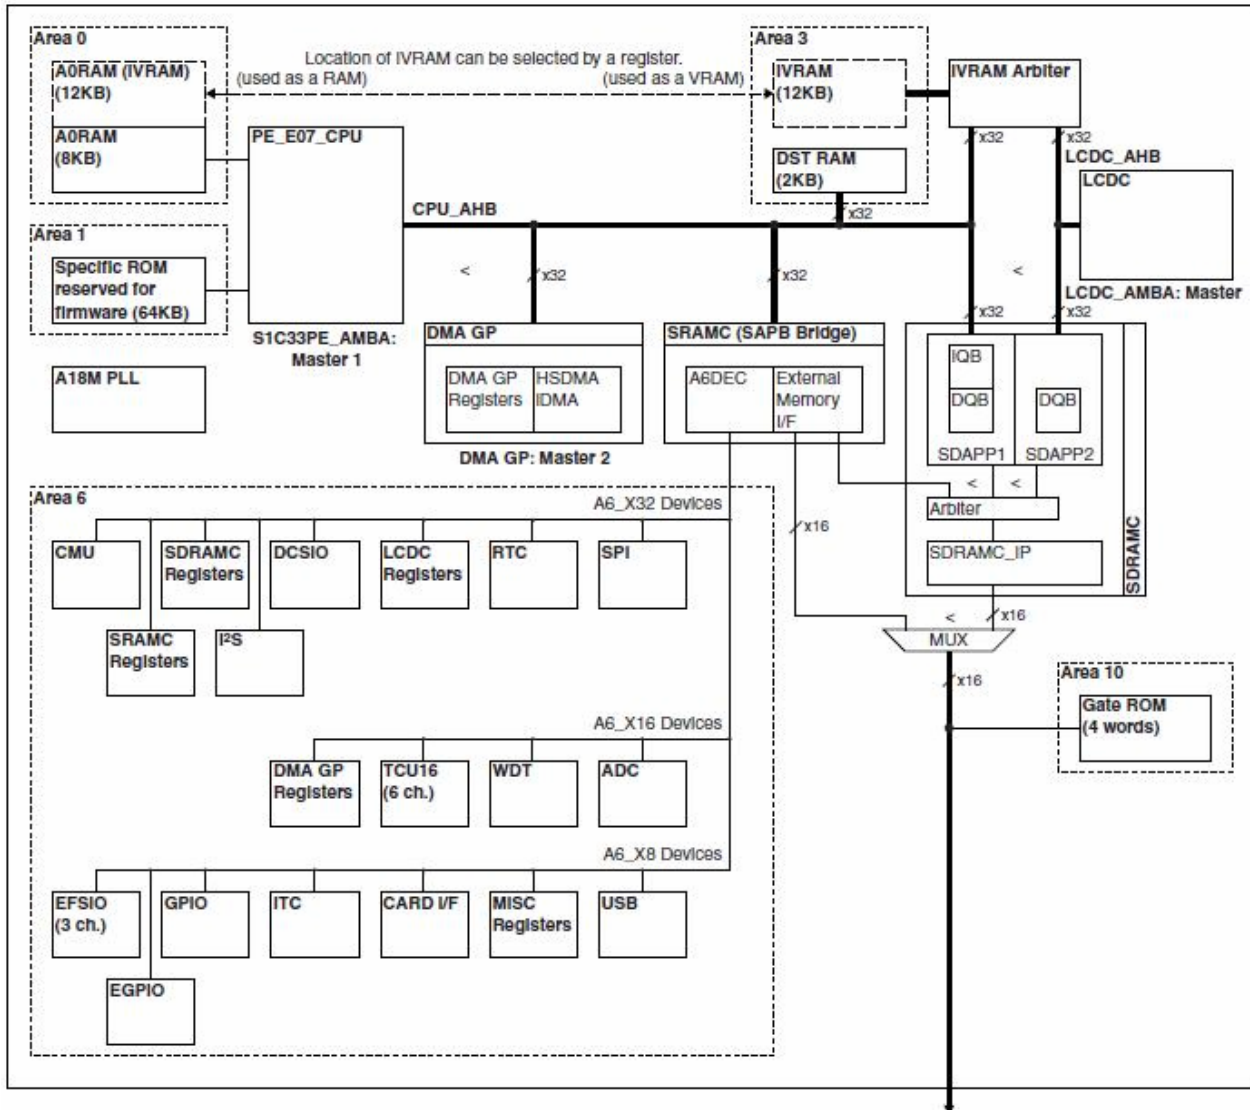 Area 0
A0RAM (IVRAM)
(12KB)
A0RAM
(8KB)
Location of IVRAM can be selected by a register.
(used as a RAM)
(used as a VRAM)
Area 3
IVRAM
(12KB)
DST RAM
(2KB)
IVRAM Arbiter
x32
x32
LCDC_AHB
LCDC
PE_E07_CPU
CPU_AHB
x32
Area 1
Specific ROM
reserved for
firmware (64KB)
<
x32
x32
<
LCDC_AMBA: Master
x32
x32
S1C33PE_AMBA:
Master 1
A18M PLL
DMA GP
DMA GP
Registers
HSDMA
IDMA
DMA GP: Master 2
SRAMC (SAPB Bridge)
A6DEC
External
Memory
I/F
IQB
DQB
DQB
SDAPP1
SDAPP2
<
<
Arbiter
SDRAMC_IP
SDRAMC
x16
<
x16
MUX
x16
Area 10
Gate ROM
(4 words)
Area 6
A6_X32 Devices
CMU
SDRAMC
Registers
DCSIO
LCDC
Registers
RTC
SPI
SRAMC
Registers
I²S
A6_X16 Devices
DMA GP
Registers
TCU16
(6 ch.)
WDT
ADC
A6_X8 Devices
EFSIO
(3 ch.)
GPIO
ITC
CARD I/F
MISC
Registers
USB
EGPIO